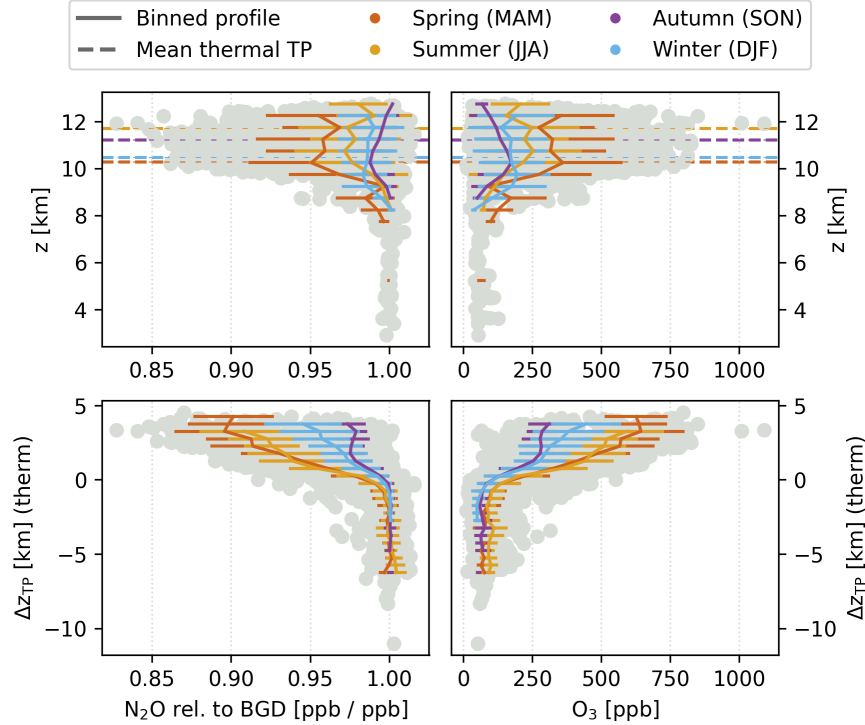 Binned profile Spring (MAM) Autumn (SON)
Mean thermal TP Summer (JJA) Winter (DJF)
12 12
10 10
8 8
6 6
4 4
z [km] z [km]
0.85 0.90 0.95 1.00 0 250 500 750 1000
5 5
0 0
−5 −5
−10 −10
Δz_TP [km] (therm) Δz_TP [km] (therm)
0.85 0.90 0.95 1.00 0 250 500 750 1000
N₂O rel. to BGD [ppb / ppb] O₃ [ppb]